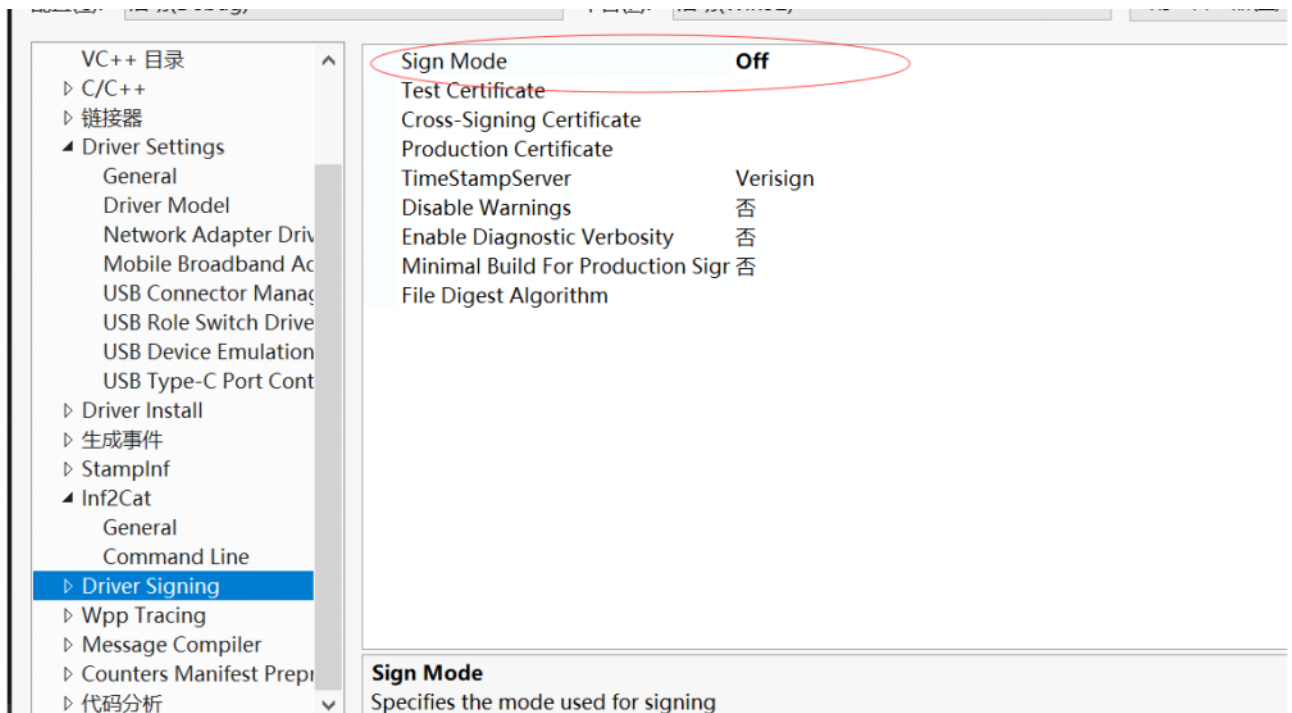 VC++ 目录
C/C++
链接器
Driver Settings
General
Driver Model
Network Adapter Driv
Mobile Broadband Ac
USB Connector Manag
USB Role Switch Drive
USB Device Emulation
USB Type-C Port Cont
Driver Install
生成事件
StampInf
Inf2Cat
General
Command Line
Driver Signing
Wpp Tracing
Message Compiler
Counters Manifest Prepr
代码分析
Sign Mode Off
Test Certificate
Cross-Signing Certificate
Production Certificate
TimeStampServer Verisign
Disable Warnings 否
Enable Diagnostic Verbosity 否
Minimal Build For Production Sigr 否
File Digest Algorithm
Sign Mode
Specifies the mode used for signing